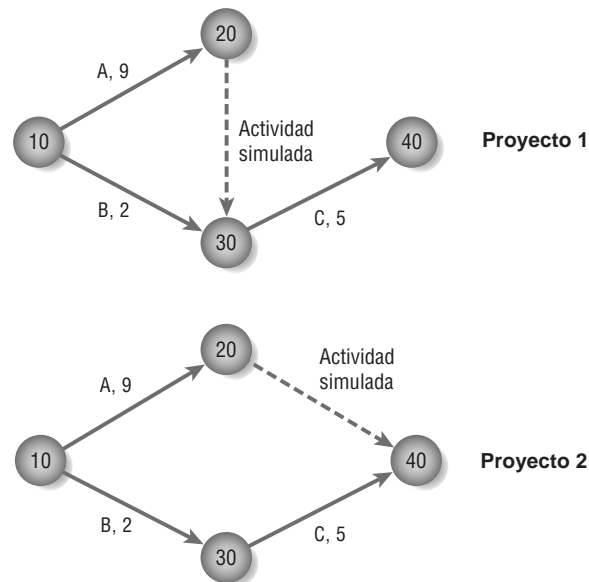 20
A, 9
Actividad
simulada
10
40
Proyecto 1
B, 2
C, 5
30
20
Actividad
simulada
A, 9
10
40
Proyecto 2
B, 2
C, 5
30